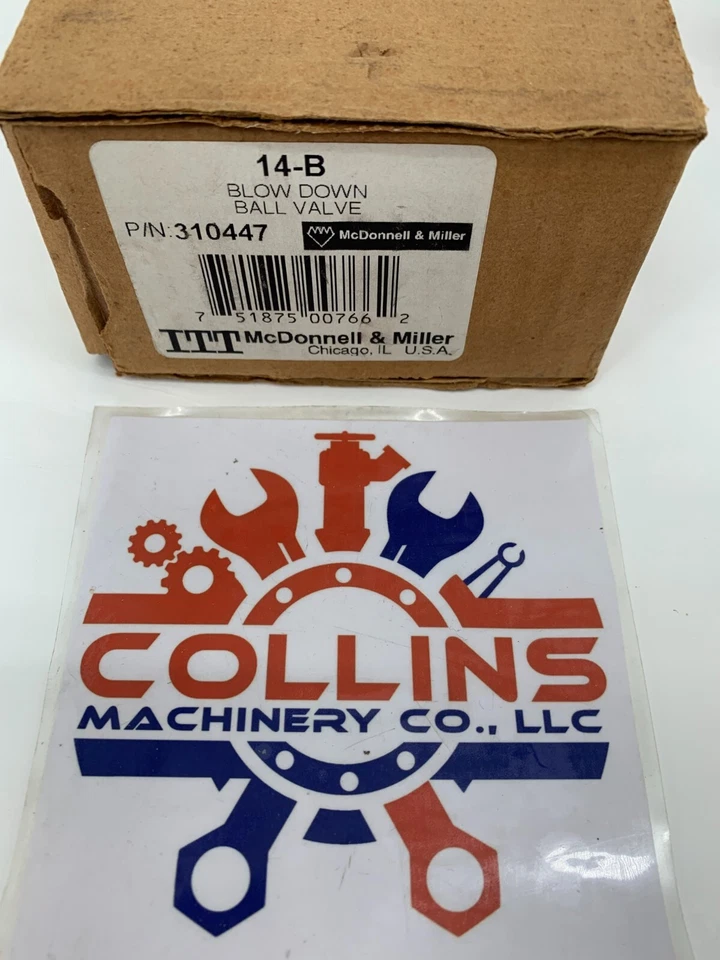 14-B
BLOW DOWN
BALL VALVE
P/N:310447 McDonnell & Miller
7 51875 00766 2
ITT McDonnell & Miller
Chicago, IL U.S.A.
COLLINS
MACHINERY CO., LLC